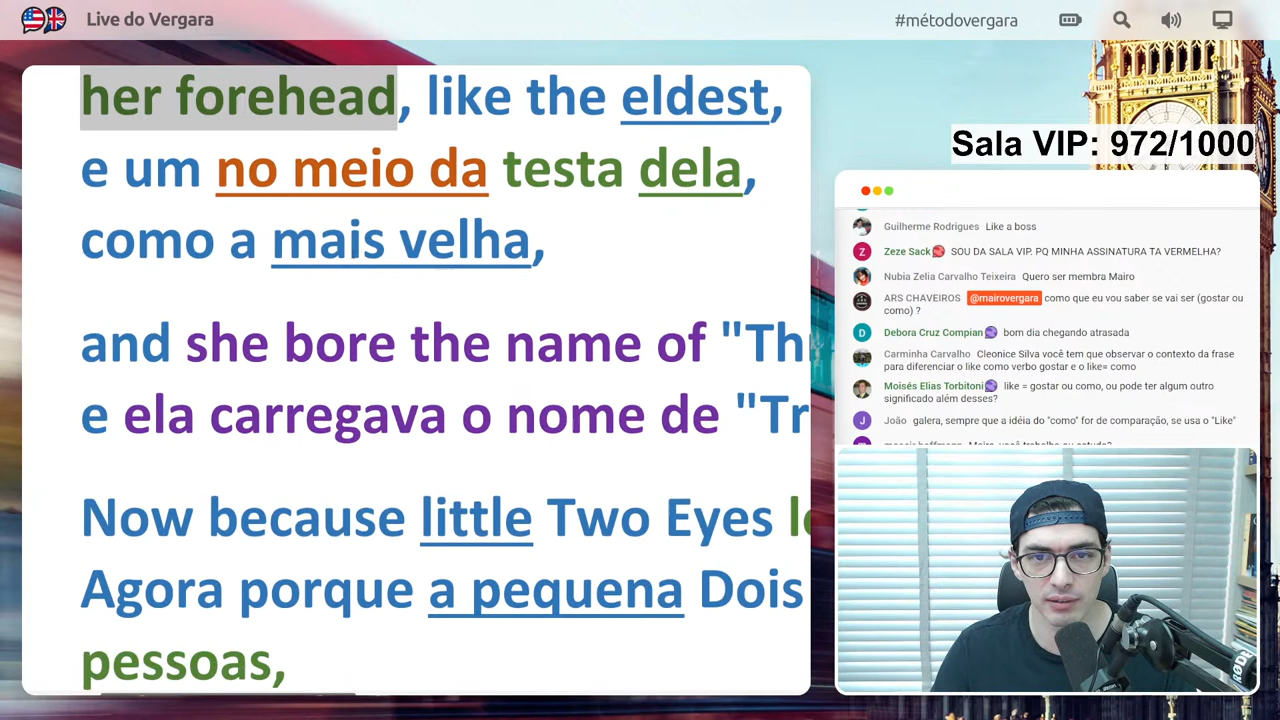 Live do Vergara
#métodovergara
her forehead, like the eldest,
e um no meio da testa dela,
como a mais velha,
and she bore the name of "Th
e ela carregava o nome de "Tr
Now because little Two Eyes l
Agora porque a pequena Dois
pessoas,
Sala VIP: 972/1000
Guilherme Rodrigues Like a boss
Z Zeze Sack SOU DA SALA VIP. PQ MINHA ASSINATURA TA VERMELHA?
Nubia Zelia Carvalho Teixeira Quero ser membra Mairo
ARS CHAVEIROS @mairovergara como que eu vou saber se vai ser (gostar ou
como) ?
D Debora Cruz Compian bom dia chegando atrasada
Carminha Carvalho Cleonice Silva você tem que observar o contexto da frase
para diferenciar o like como verbo gostar e o like= como
Moisés Elias Torbitoni like = gostar ou como, ou pode ter algum outro
significado além desses?
J João galera, sempre que a idéia do "como" for de comparação, se usa o "Like"
RODE